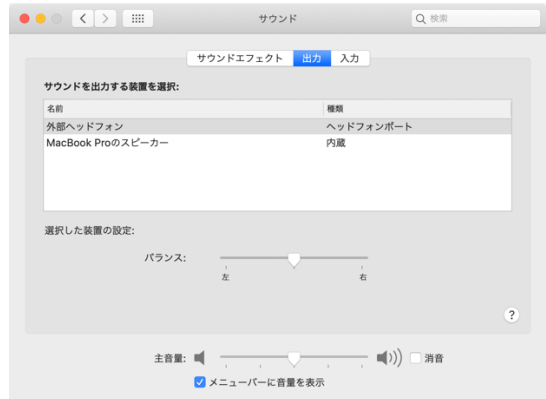 サウンド
検索
サウンドエフェクト 出力 入力
サウンドを出力する装置を選択:
名前 種類
外部ヘッドフォン ヘッドフォンポート
MacBook Proのスピーカー 内蔵
選択した装置の設定:
バランス:
左 右
?
主音量: 消音
メニューバーに音量を表示